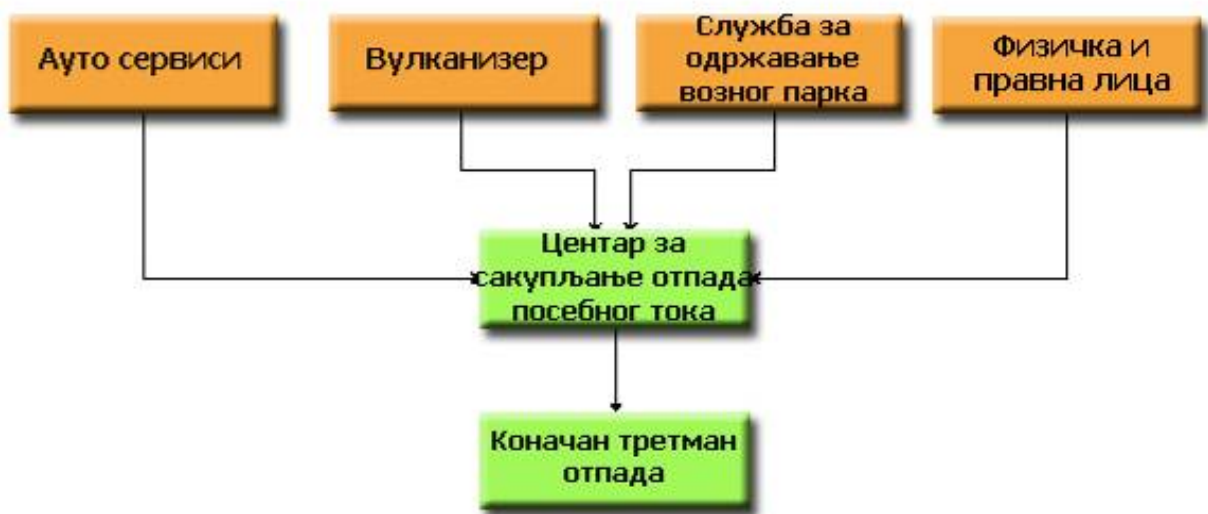 Ауто сервиси
Вулканизер
Служба за
одржавање
возног парка
Физичка и
правна лица
Центар за
сакупљање отпада
посебног тока
Коначан третман
отпада